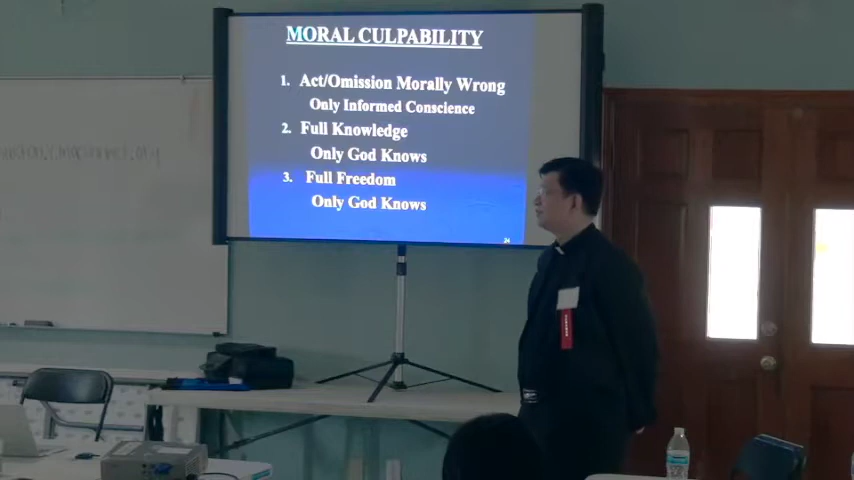 MORAL CULPABILITY
1. Act/Omission Morally Wrong
Only Informed Conscience
2. Full Knowledge
Only God Knows
3. Full Freedom
Only God Knows
24